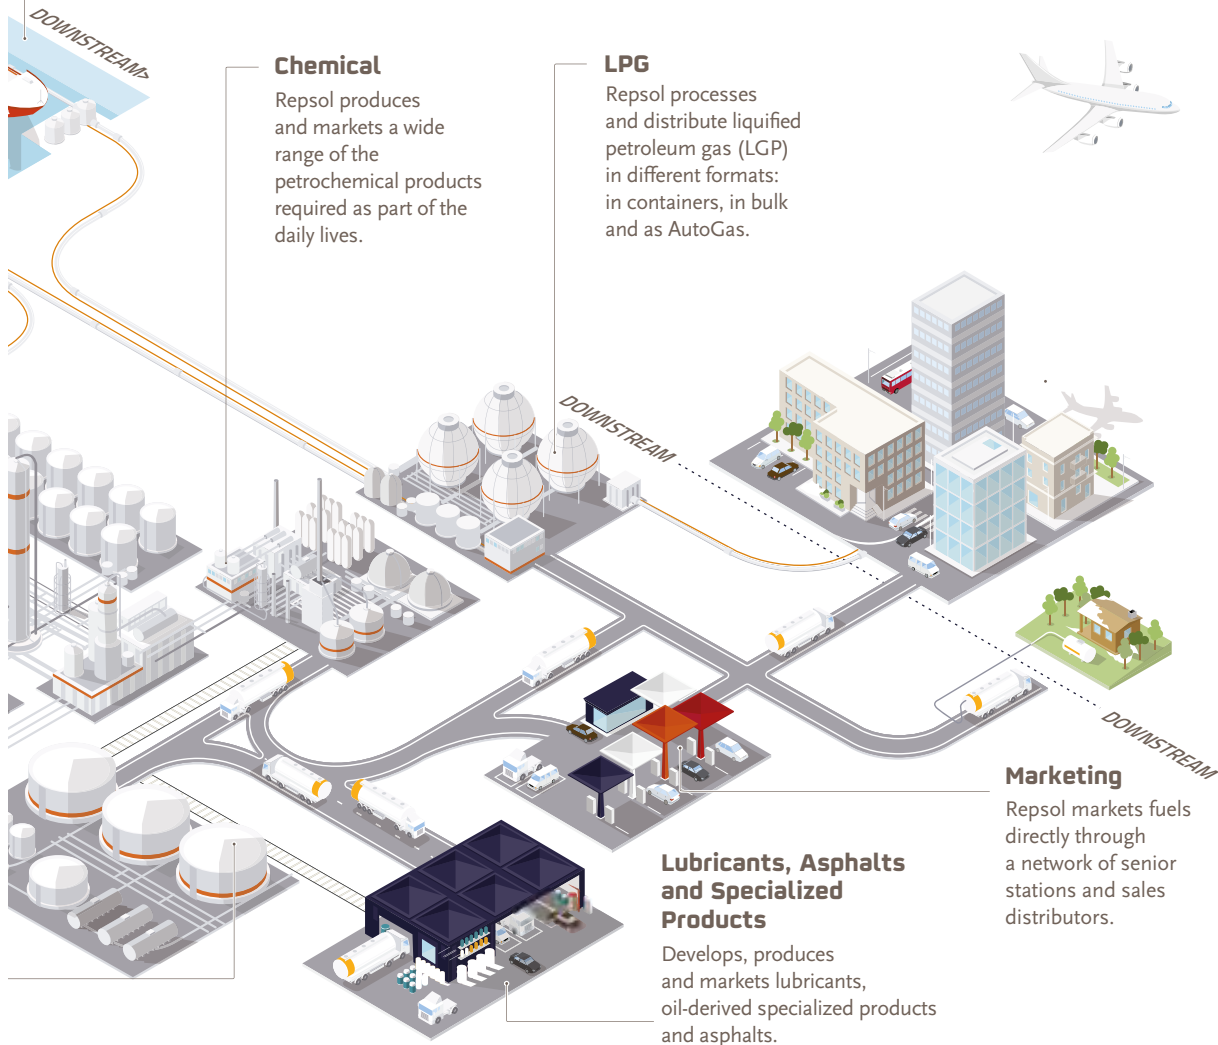 DOWNSTREAM>
Chemical
Repsol produces
and markets a wide
range of the
petrochemical products
required as part of the
daily lives.
LPG
Repsol processes
and distribute liquified
petroleum gas (LGP)
in different formats:
in containers, in bulk
and as AutoGas.
DOWNSTREAM
DOWNSTREAM
Marketing
Repsol markets fuels
directly through
a network of senior
stations and sales
distributors.
Lubricants, Asphalts
and Specialized
Products
Develops, produces
and markets lubricants,
oil-derived specialized products
and asphalts.